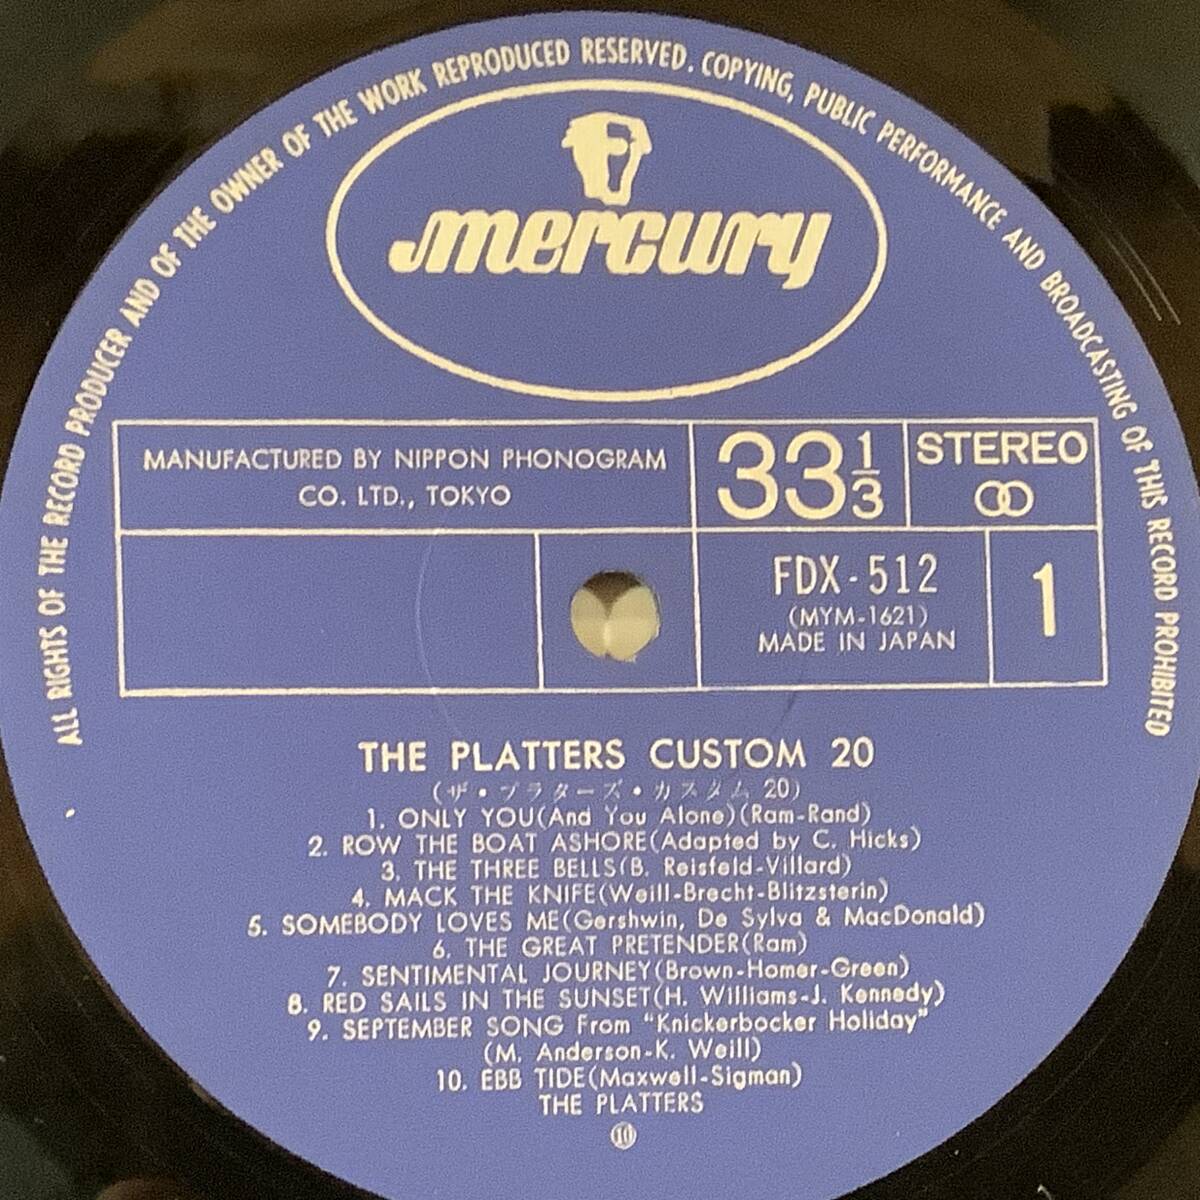 ALL RIGHTS OF THE RECORD PRODUCER AND OF THE OWNER OF THE WORK REPRODUCED RESERVED. COPYING, PUBLIC PERFORMANCE AND BROADCASTING OF THIS RECORD PROHIBITED
mercury
MANUFACTURED BY NIPPON PHONOGRAM
CO. LTD., TOKYO
33 1/3
STEREO
FDX-512
(MYM-1621)
MADE IN JAPAN
1
THE PLATTERS CUSTOM 20
(ザ・プラターズ・カスタム 20)
1. ONLY YOU(And You Alone)(Ram-Rand)
2. ROW THE BOAT ASHORE(Adapted by C. Hicks)
3. THE THREE BELLS(B. Reisfeld-Villard)
4. MACK THE KNIFE(Weill-Brecht-Blitzsterin)
5. SOMEBODY LOVES ME(Gershwin, De Sylva & MacDonald)
6. THE GREAT PRETENDER(Ram)
7. SENTIMENTAL JOURNEY(Brown-Homer-Green)
8. RED SAILS IN THE SUNSET(H. Williams-J. Kennedy)
9. SEPTEMBER SONG From "Knickerbocker Holiday"
(M. Anderson-K. Weill)
10. EBB TIDE(Maxwell-Sigman)
THE PLATTERS
⑩